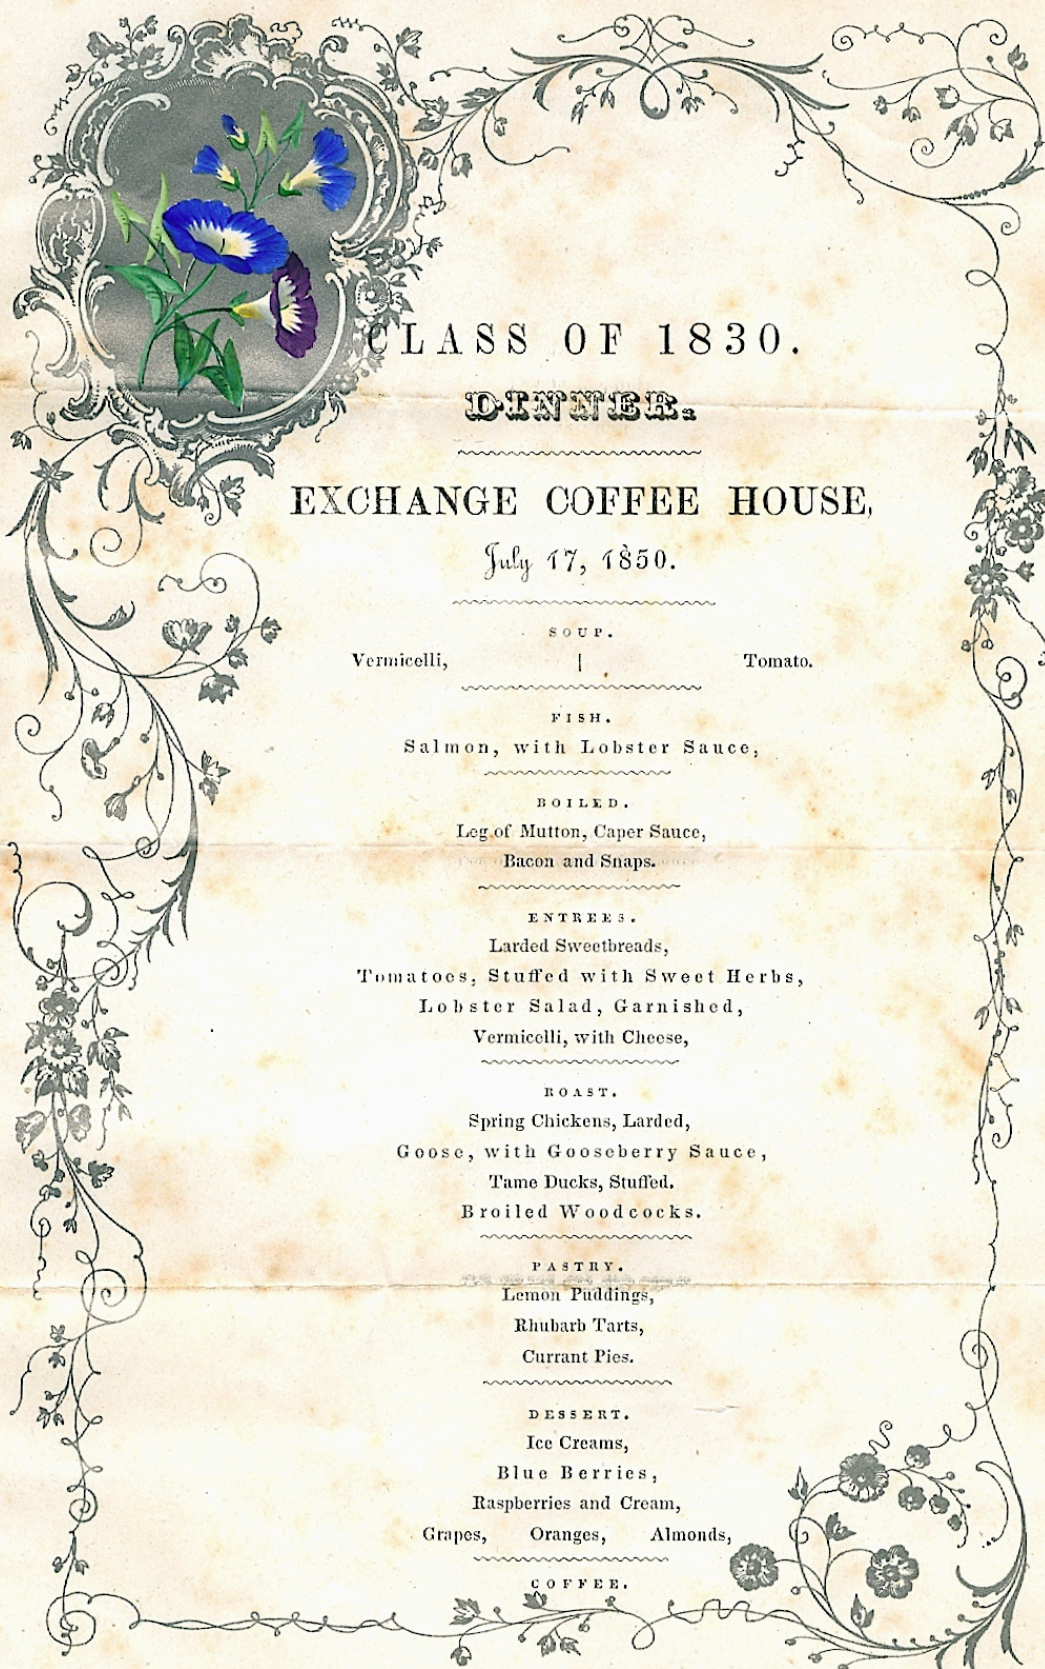 CLASS OF 1830.
DINNER.
EXCHANGE COFFEE HOUSE,
July 17, 1850.
SOUP.
Vermicelli, | Tomato.
FISH.
Salmon, with Lobster Sauce,
BOILED.
Leg of Mutton, Caper Sauce,
Bacon and Snaps.
ENTREES.
Larded Sweetbreads,
Tomatoes, Stuffed with Sweet Herbs,
Lobster Salad, Garnished,
Vermicelli, with Cheese,
ROAST.
Spring Chickens, Larded,
Goose, with Gooseberry Sauce,
Tame Ducks, Stuffed.
Broiled Woodcocks.
PASTRY.
Lemon Puddings,
Rhubarb Tarts,
Currant Pies.
DESSERT.
Ice Creams,
Blue Berries,
Raspberries and Cream,
Grapes, Oranges, Almonds,
COFFEE.